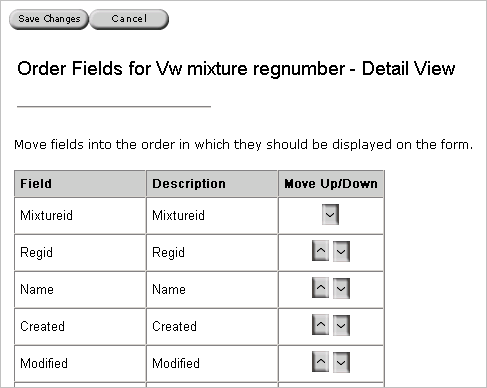 Save Changes Cancel
Order Fields for Vw mixture regnumber - Detail View
Move fields into the order in which they should be displayed on the form.
Field Description Move Up/Down
Mixtureid Mixtureid
Regid Regid
Name Name
Created Created
Modified Modified